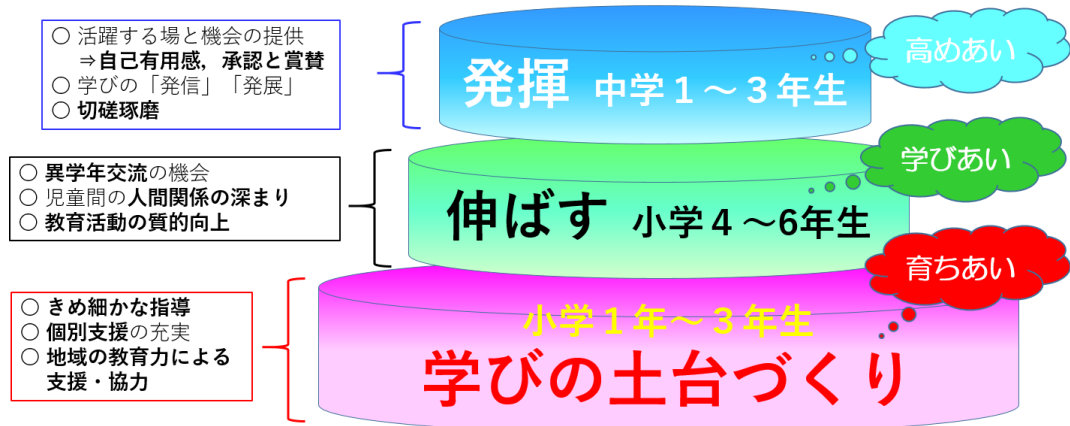 ○ 活躍する場と機会の提供
⇒自己有用感，承認と賞賛
○ 学びの「発信」「発展」
○ 切磋琢磨
発揮 中学１～３年生
高めあい
○ 異学年交流の機会
○ 児童間の人間関係の深まり
○ 教育活動の質的向上
伸ばす 小学４～6年生
学びあい
○ きめ細かな指導
○ 個別支援の充実
○ 地域の教育力による
支援・協力
小学１年～３年生
学びの土台づくり
育ちあい